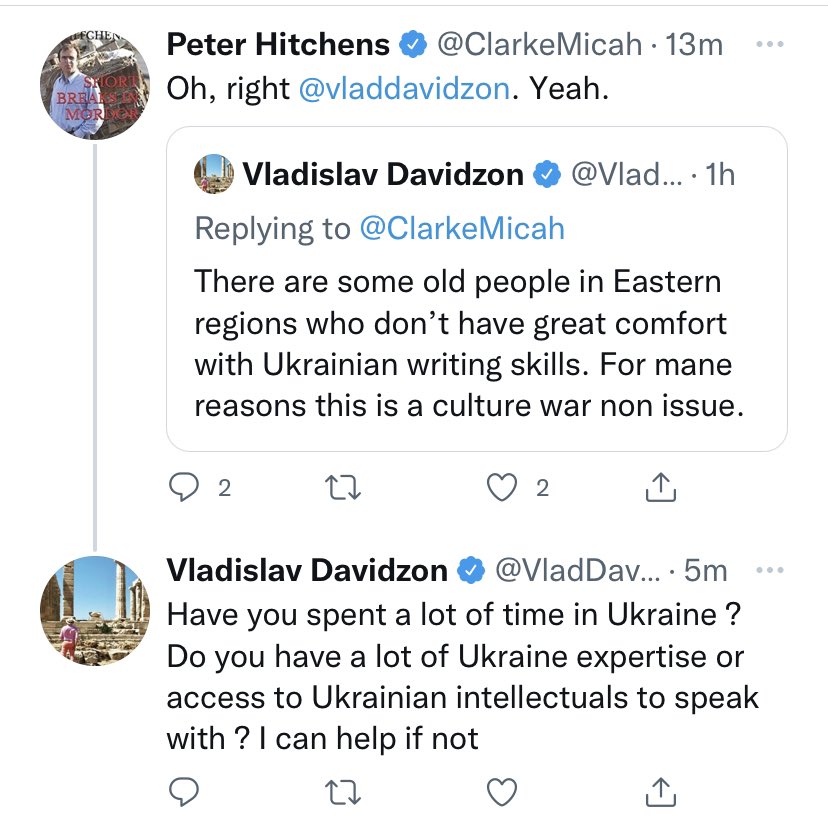 TCHEN
SHORT
BREAKS IN
MORDOR
Peter Hitchens @ClarkeMicah · 13m
Oh, right @vladdavidzon. Yeah.
Vladislav Davidzon @Vlad... · 1h
Replying to @ClarkeMicah
There are some old people in Eastern
regions who don’t have great comfort
with Ukrainian writing skills. For mane
reasons this is a culture war non issue.
2
2
Vladislav Davidzon @VladDav... · 5m
Have you spent a lot of time in Ukraine ?
Do you have a lot of Ukraine expertise or
access to Ukrainian intellectuals to speak
with ? I can help if not